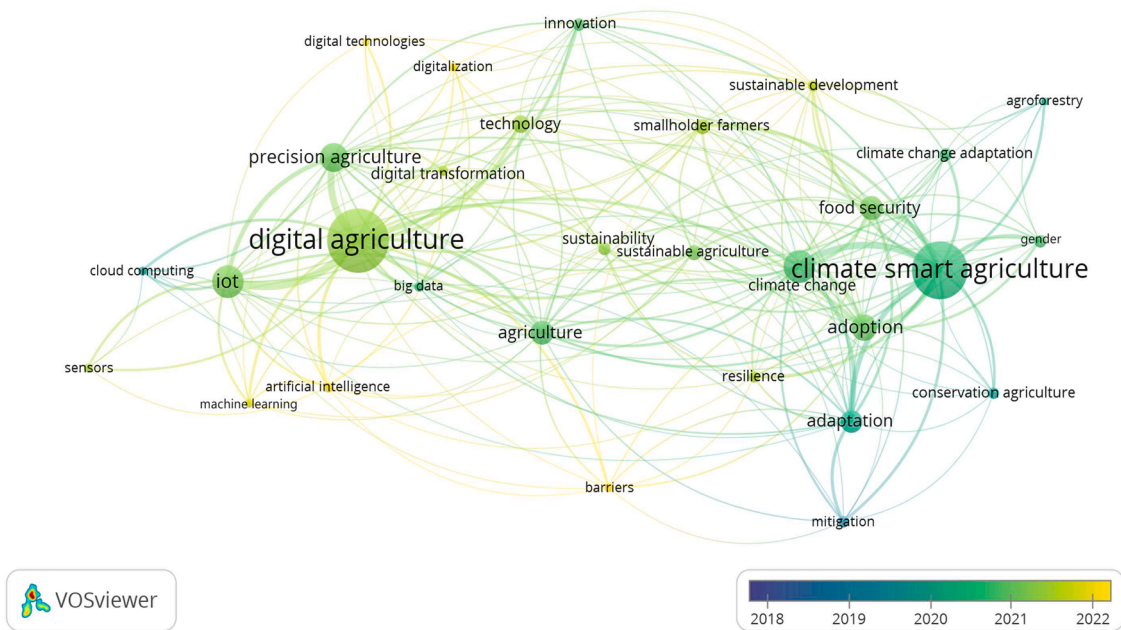 innovation
digital technologies
digitalization
sustainable development
agroforestry
technology
smallholder farmers
precision agriculture
climate change adaptation
digital transformation
food security
digital agriculture
sustainability
sustainable agriculture
gender
cloud computing
iot
big data
climate smart agriculture
climate change
agriculture
adoption
sensors
artificial intelligence
machine learning
resilience
conservation agriculture
adaptation
barriers
mitigation
VOSviewer
2018 2019 2020 2021 2022